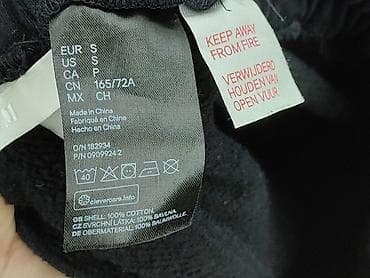 EUR S
US S
CA P
CN 165/72A
MX CH
Made in China
Fabriqué en Chine
Hecho en China
O/N 182934
P/N 0909924 2
40
clevercare.info
GB SHELL: 100% COTTON.
CZ SVRCHNÍ LÁTKA: 100% BAVLNA.
DE OBERMATERIAL: 100% BAUMWOLLE.
KEEP AWAY
FROM FIRE
VERWIJDERD
HOUDEN VAN
OPEN VUUR